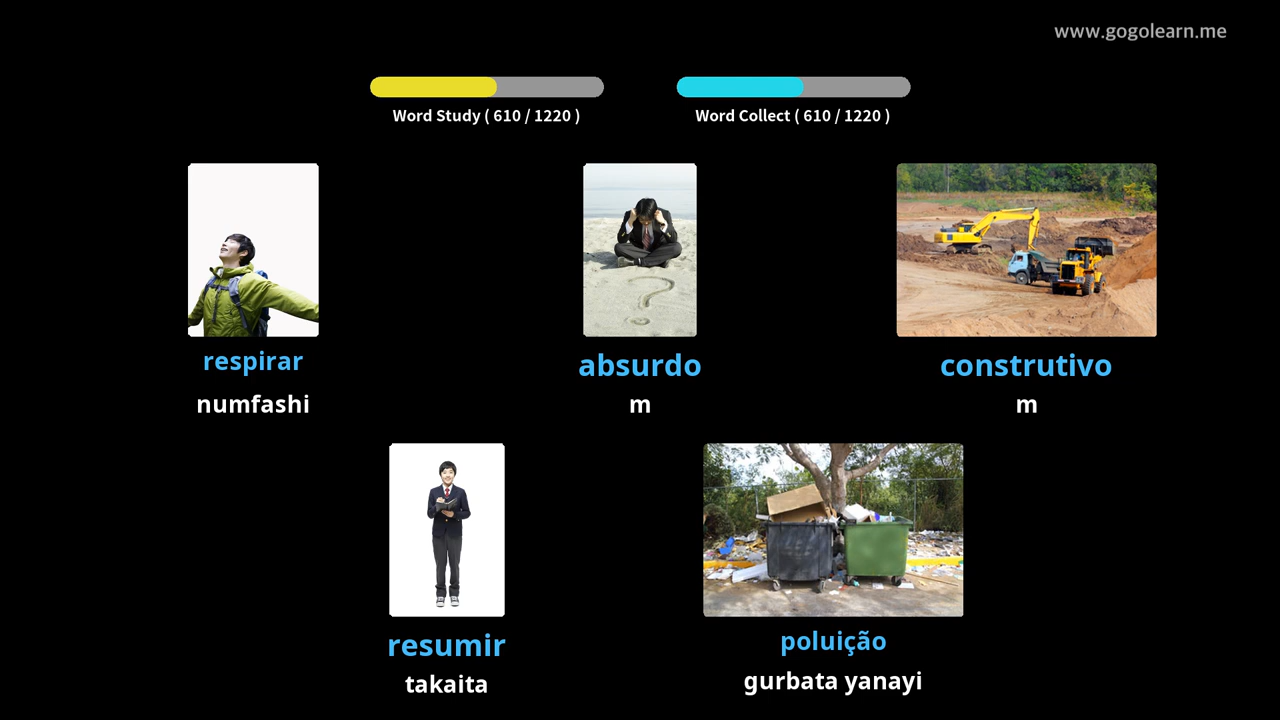 www.gogolearn.me
Word Study ( 610 / 1220 )
Word Collect ( 610 / 1220 )
respirar
numfashi
absurdo
m
construtivo
m
resumir
takaita
poluição
gurbata yanayi